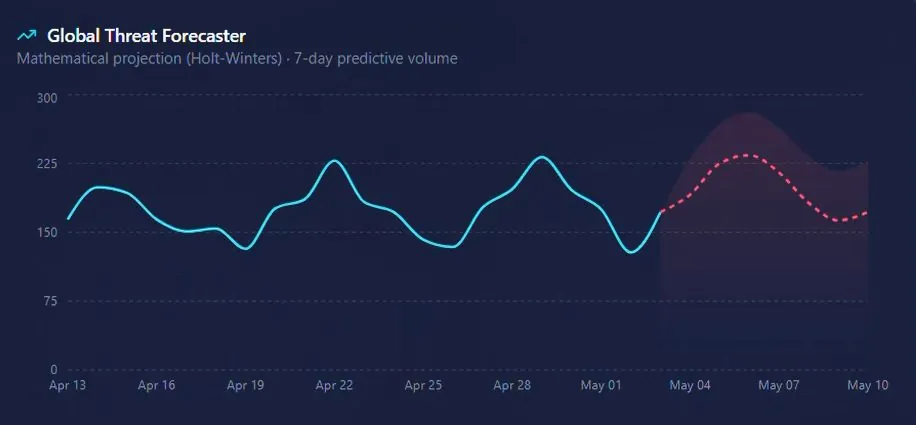 Global Threat Forecaster
Mathematical projection (Holt-Winters) · 7-day predictive volume
300
225
150
75
0
Apr 13 Apr 16 Apr 19 Apr 22 Apr 25 Apr 28 May 01 May 04 May 07 May 10